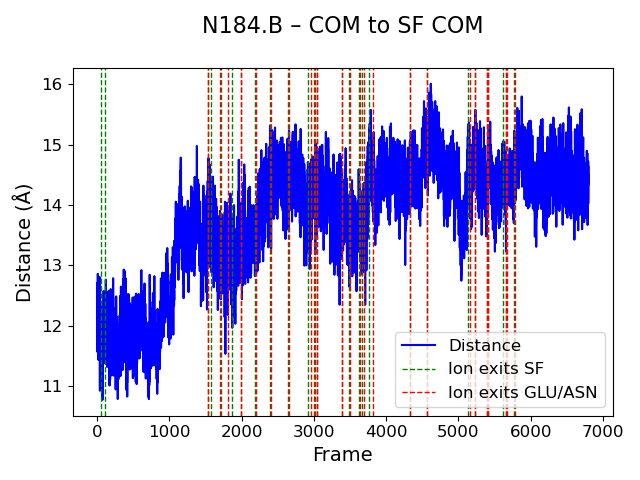 N184.B – COM to SF COM
16
15
14
13
12
11
Distance (Å)
Distance
Ion exits SF
Ion exits GLU/ASN
0 1000 2000 3000 4000 5000 6000 7000
Frame